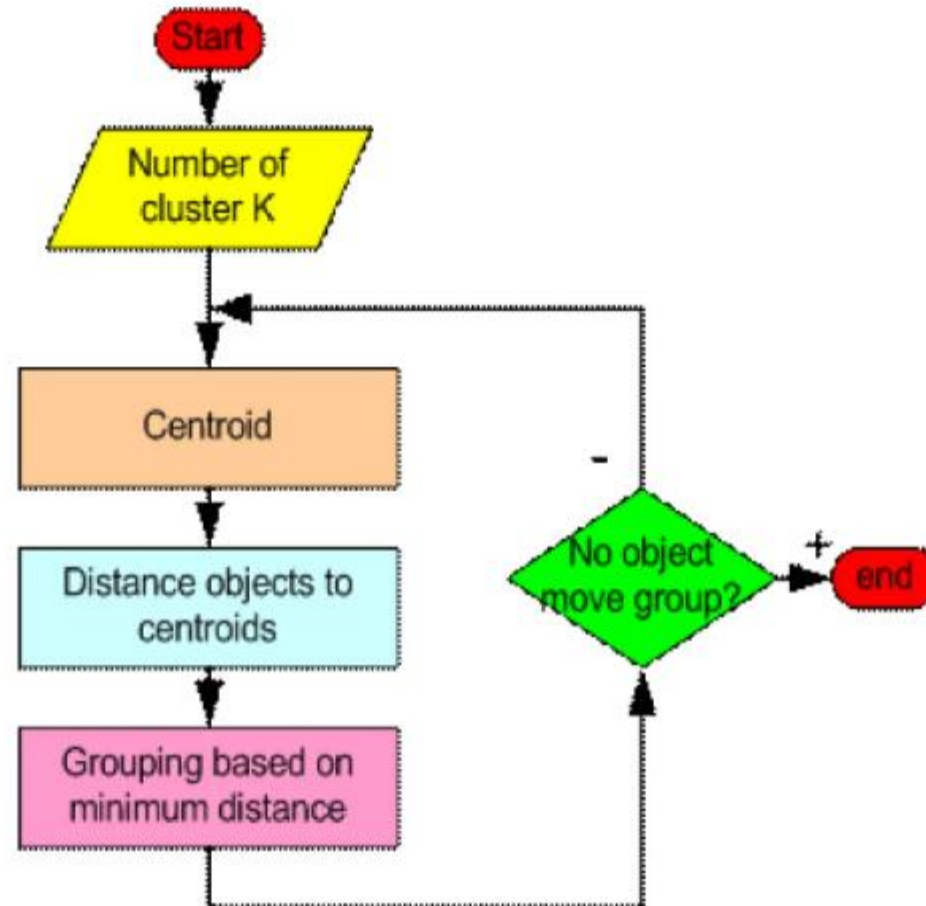 Start
Number of
cluster K
Centroid
Distance objects to
centroids
Grouping based on
minimum distance
-
No object
move group?
+
end